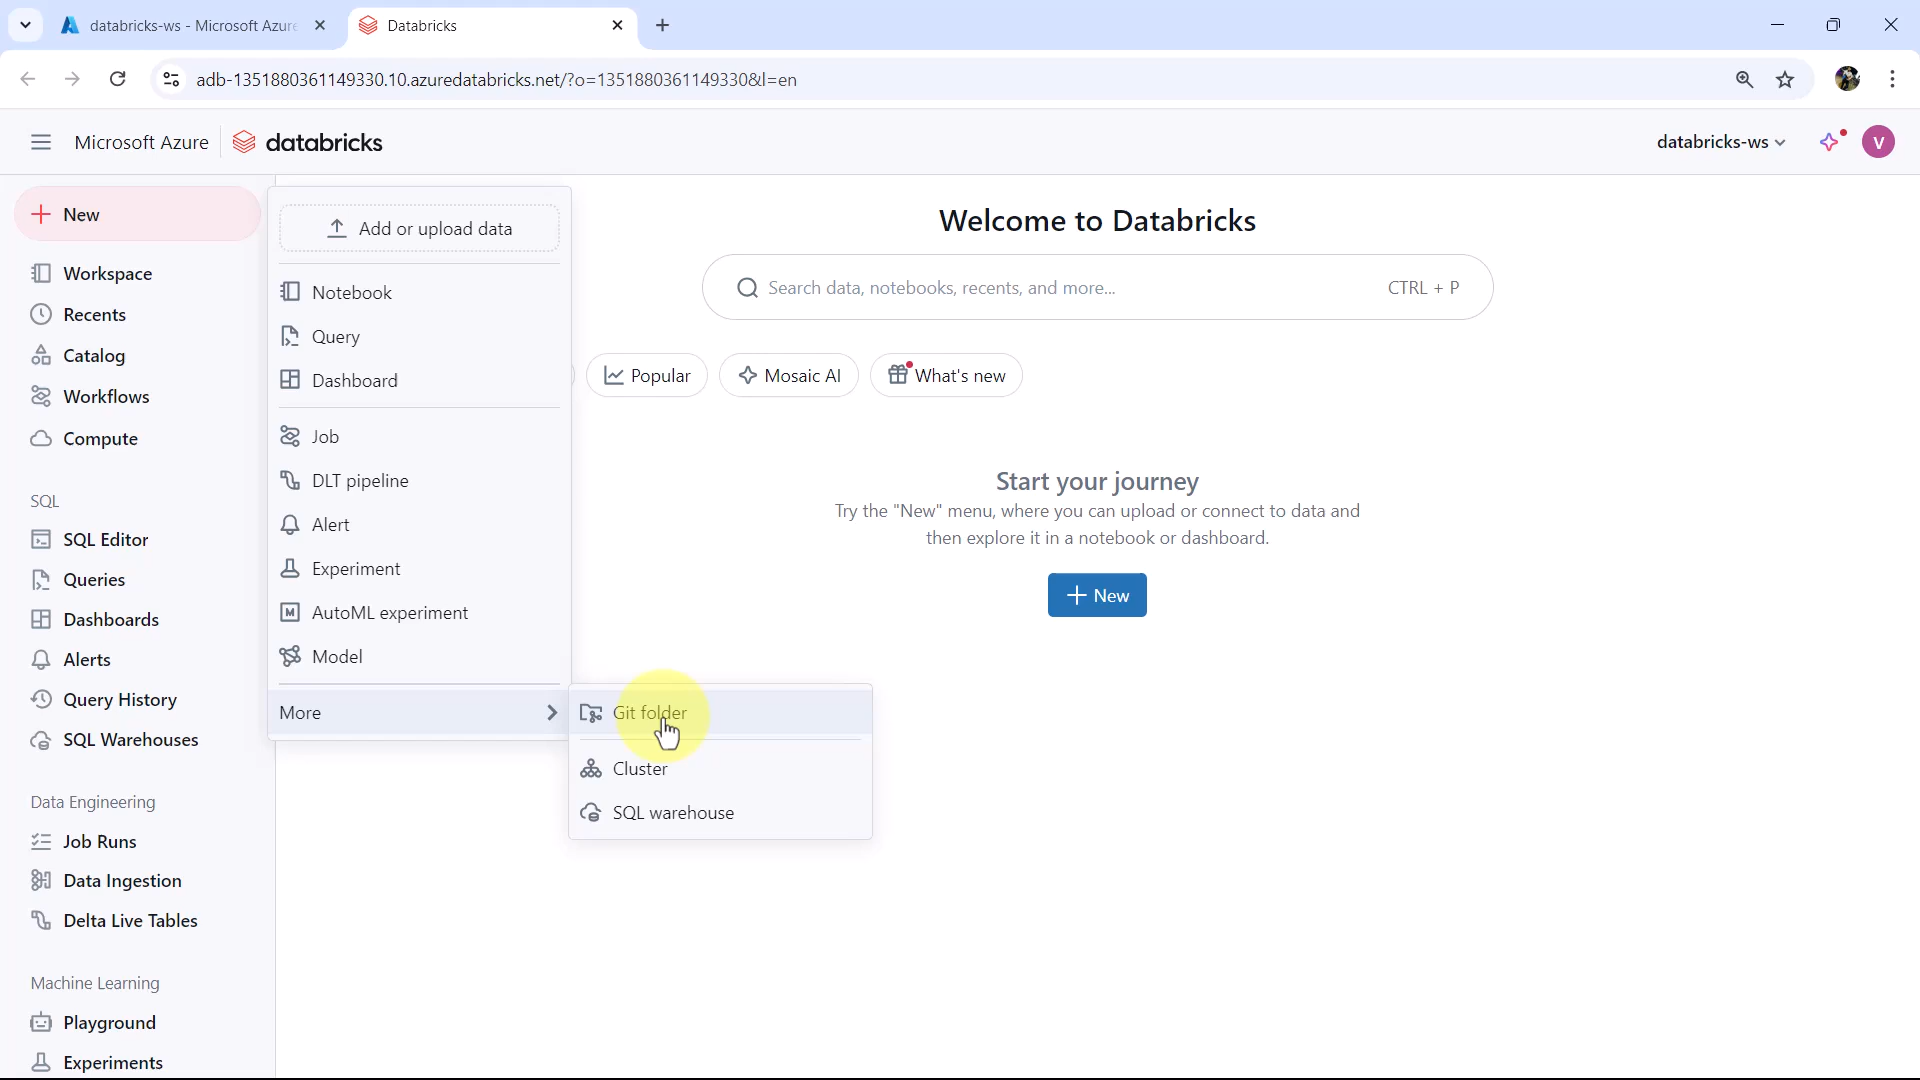 databricks-ws - Microsoft Azure
Databricks
adb-1351880361149330.10.azuredatabricks.net/?o=1351880361149330&l=en
Microsoft Azure
databricks
databricks-ws
V
New
Workspace
Recents
Catalog
Workflows
Compute
SQL
SQL Editor
Queries
Dashboards
Alerts
Query History
SQL Warehouses
Data Engineering
Job Runs
Data Ingestion
Delta Live Tables
Machine Learning
Playground
Experiments
Add or upload data
Notebook
Query
Dashboard
Job
DLT pipeline
Alert
Experiment
AutoML experiment
Model
More
Git folder
Cluster
SQL warehouse
Welcome to Databricks
Search data, notebooks, recents, and more...
CTRL + P
Popular
Mosaic AI
What's new
Start your journey
Try the "New" menu, where you can upload or connect to data and
then explore it in a notebook or dashboard.
New